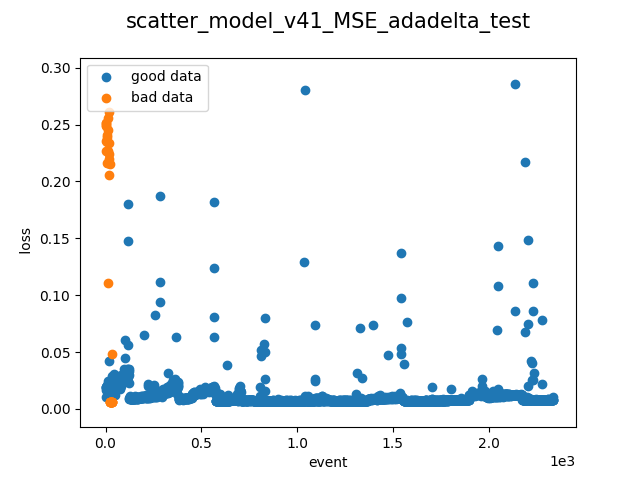 scatter_model_v41_MSE_adadelta_test
good data
bad data
0.30
0.25
0.20
0.15
0.10
0.05
0.00
loss
0.0 0.5 1.0 1.5 2.0
1e3
event